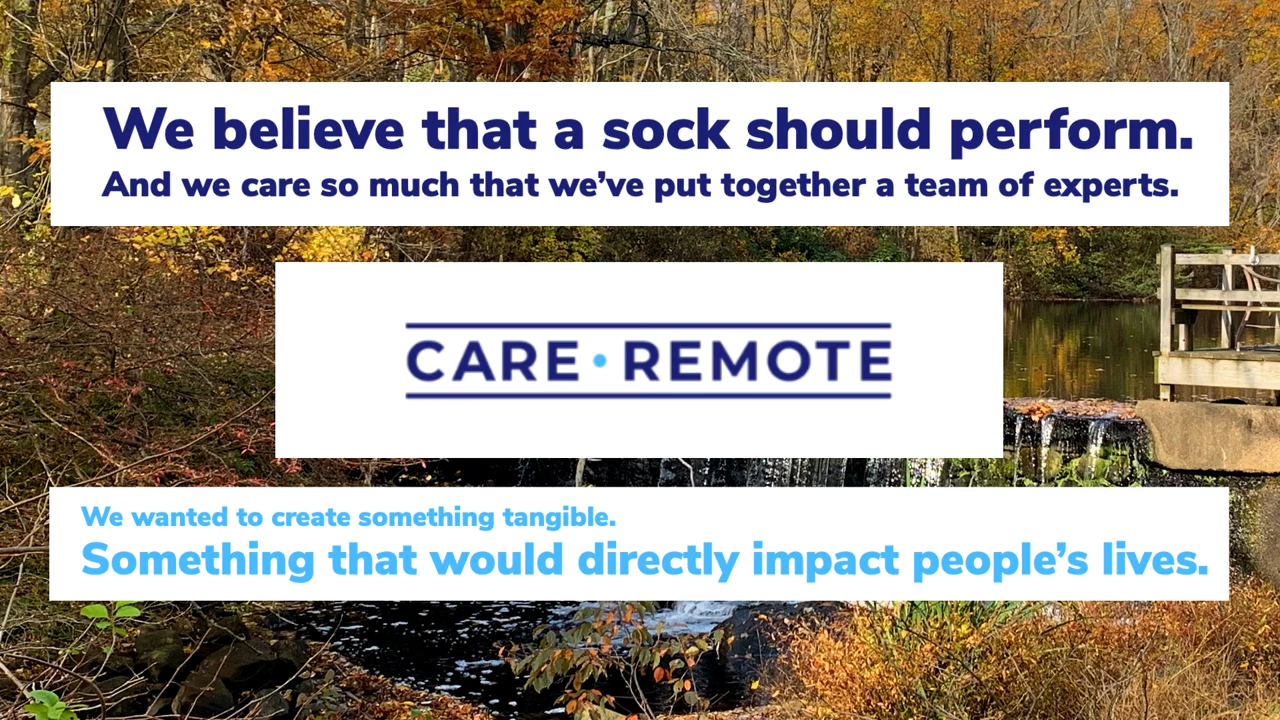 We believe that a sock should perform.
And we care so much that we’ve put together a team of experts.
CARE • REMOTE
We wanted to create something tangible.
Something that would directly impact people’s lives.